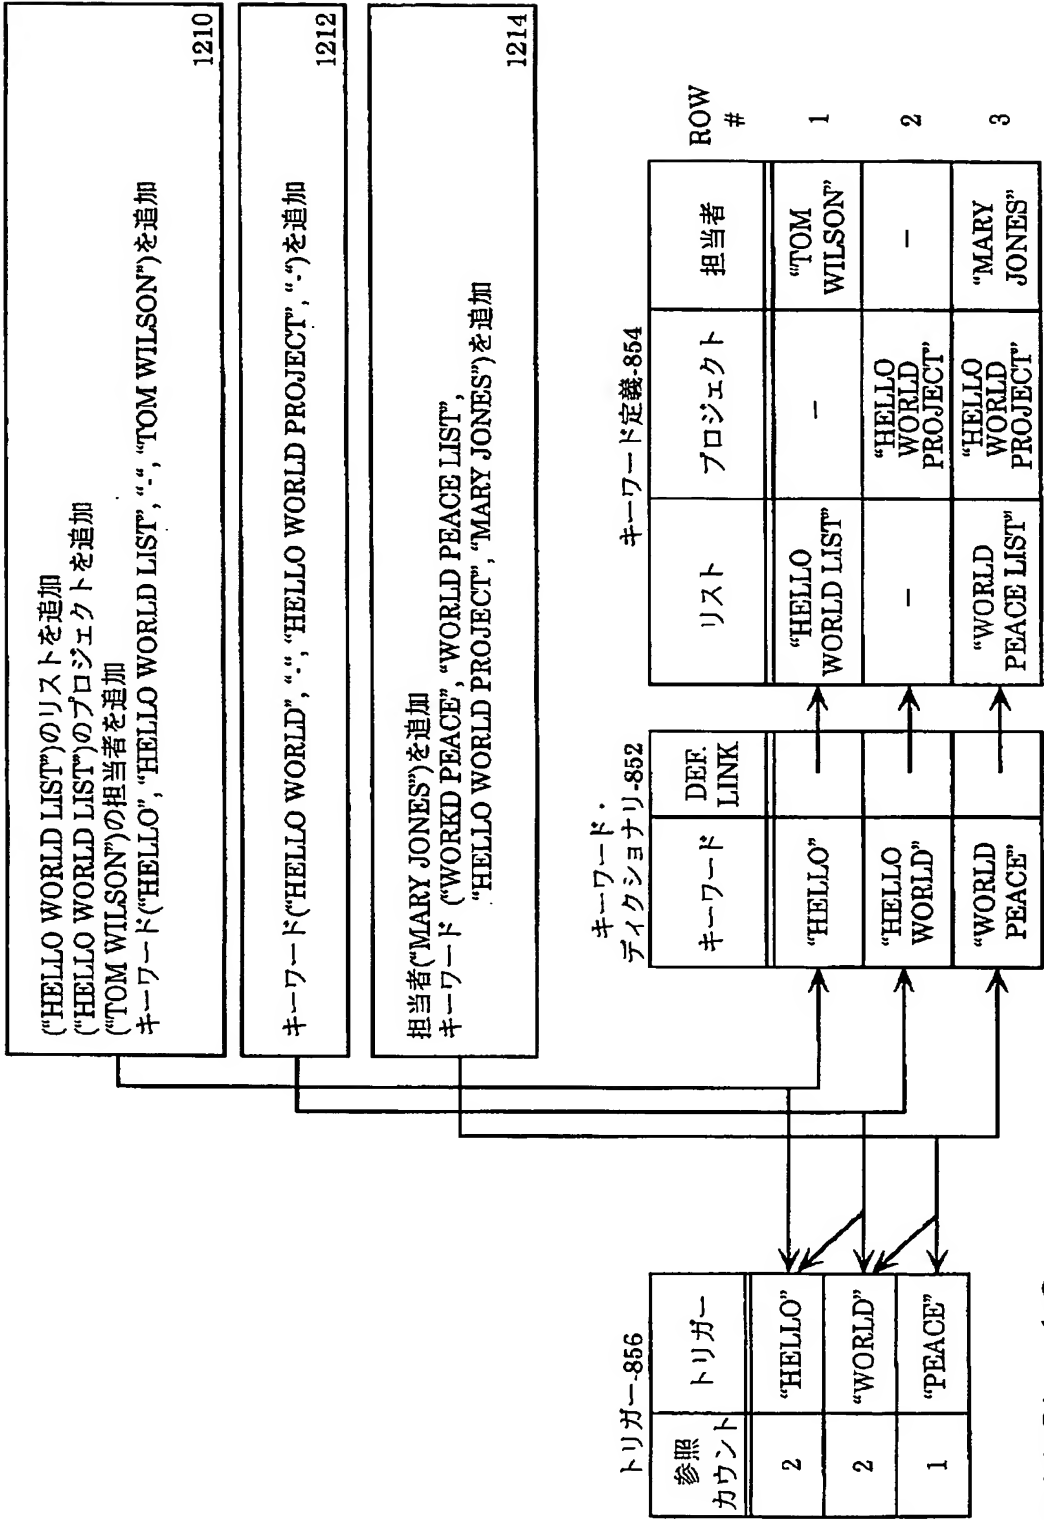 ("HELLO WORLD LIST")のリストを追加
("HELLO WORLD LIST")のプロジェクトを追加
("TOM WILSON")の担当者を追加
キーワード("HELLO", "HELLO WORLD LIST", "-", "TOM WILSON")を追加
1210
キーワード("HELLO WORLD", "-", "HELLO WORLD PROJECT", "-")を追加
1212
担当者("MARY JONES")を追加
キーワード ("WORKD PEACE", "WORLD PEACE LIST",
"HELLO WORLD PROJECT", "MARY JONES")を追加
1214
トリガー-856
参照
カウント
トリガー
2
"HELLO"
2
"WORLD"
1
"PEACE"
キーワード・
ディクショナリ-852
キーワード
DEF.
LINK
"HELLO"
"HELLO
WORLD"
"WORLD
PEACE"
キーワード定義-854
リスト
プロジェクト
担当者
ROW
#
"HELLO
WORLD LIST"
–
"TOM
WILSON"
1
–
"HELLO
WORLD
PROJECT"
–
2
"WORLD
PEACE LIST"
"HELLO
WORLD
PROJECT"
"MARY
JONES"
3